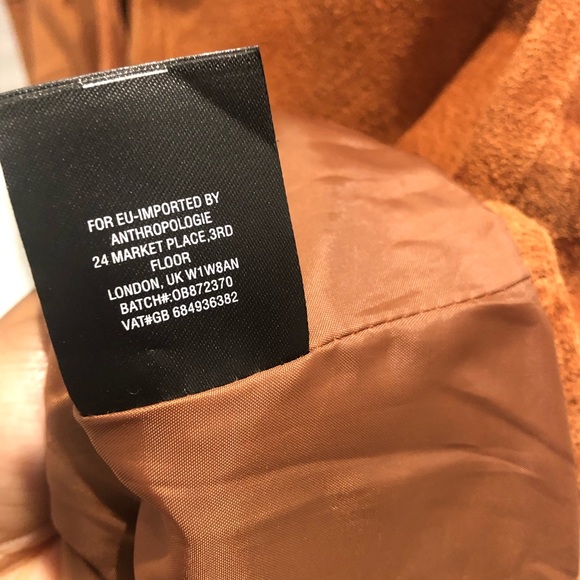 FOR EU-IMPORTED BY
ANTHROPOLOGIE
24 MARKET PLACE,3RD
FLOOR
LONDON, UK W1W8AN
BATCH#:OB872370
VAT#GB 684936382